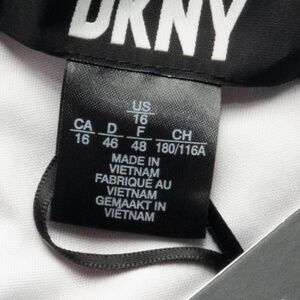 DKNY
US
16
CA D F CH
16 46 48 180/116A
MADE IN
VIETNAM
FABRIQUÉ AU
VIETNAM
GEMAAKT IN
VIETNAM